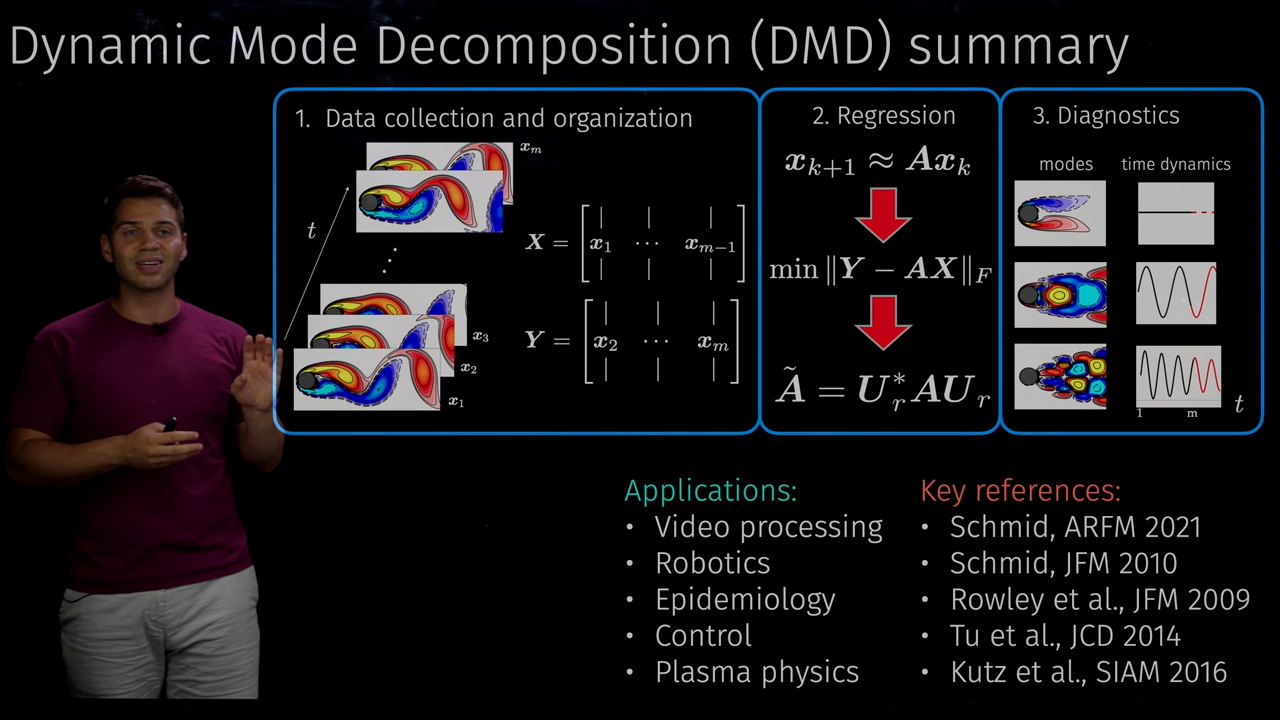 Dynamic Mode Decomposition (DMD) summary
1. Data collection and organization
x_m
t
x_3
x_2
x_1
X = [x_1 ⋯ x_{m−1}]
Y = [x_2 ⋯ x_m]
2. Regression
x_{k+1} ≈ Ax_k
min ‖Y − AX‖_F
Ã = U_r^* A U_r
3. Diagnostics
modes time dynamics
1 m t
Applications:
• Video processing
• Robotics
• Epidemiology
• Control
• Plasma physics
Key references:
• Schmid, ARFM 2021
• Schmid, JFM 2010
• Rowley et al., JFM 2009
• Tu et al., JCD 2014
• Kutz et al., SIAM 2016